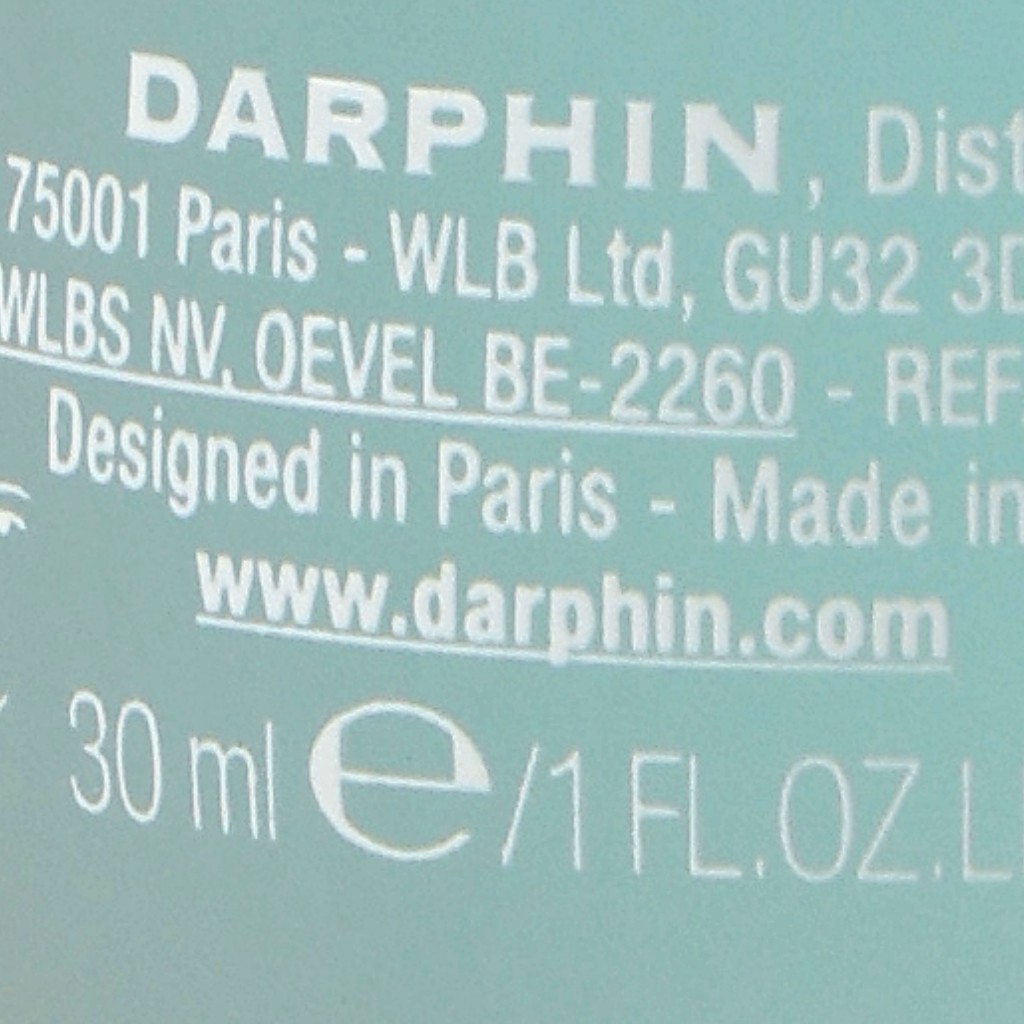 DARPHIN, Dist
75001 Paris - WLB Ltd, GU32 3D
WLBS NV, OEVEL BE-2260 - REF.
Designed in Paris - Made in
www.darphin.com
30 ml e/1 FL.OZ.L